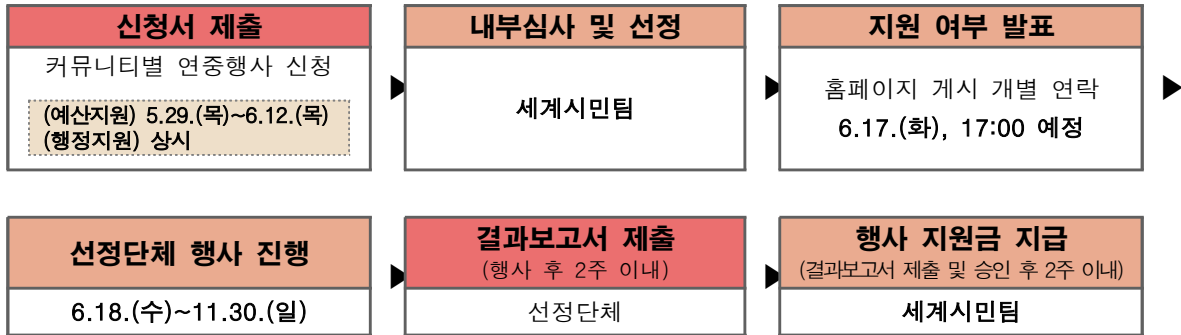 신청서 제출
커뮤니티별 연중행사 신청
(예산지원) 5.29.(목)~6.12.(목)
(행정지원) 상시
내부심사 및 선정
세계시민팀
지원 여부 발표
홈페이지 게시 개별 연락
6.17.(화), 17:00 예정
선정단체 행사 진행
6.18.(수)~11.30.(일)
결과보고서 제출
(행사 후 2주 이내)
선정단체
행사 지원금 지급
(결과보고서 제출 및 승인 후 2주 이내)
세계시민팀